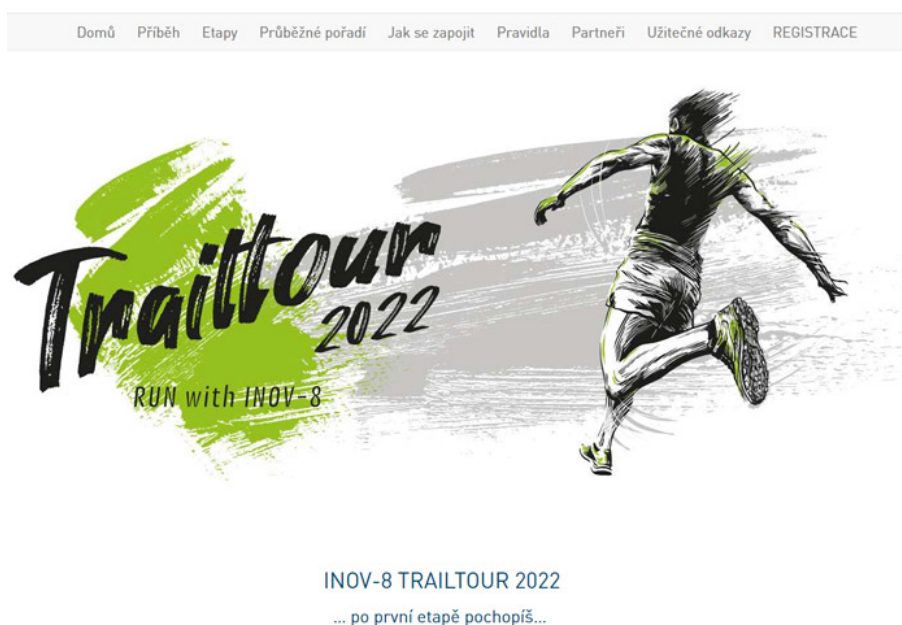 Domů Příběh Etapy Průběžné pořadí Jak se zapojit Pravidla Partneři Užitečné odkazy REGISTRACE
Trailtour
2022
RUN with INOV-8
INOV-8 TRAILTOUR 2022
... po první etapě pochopíš...